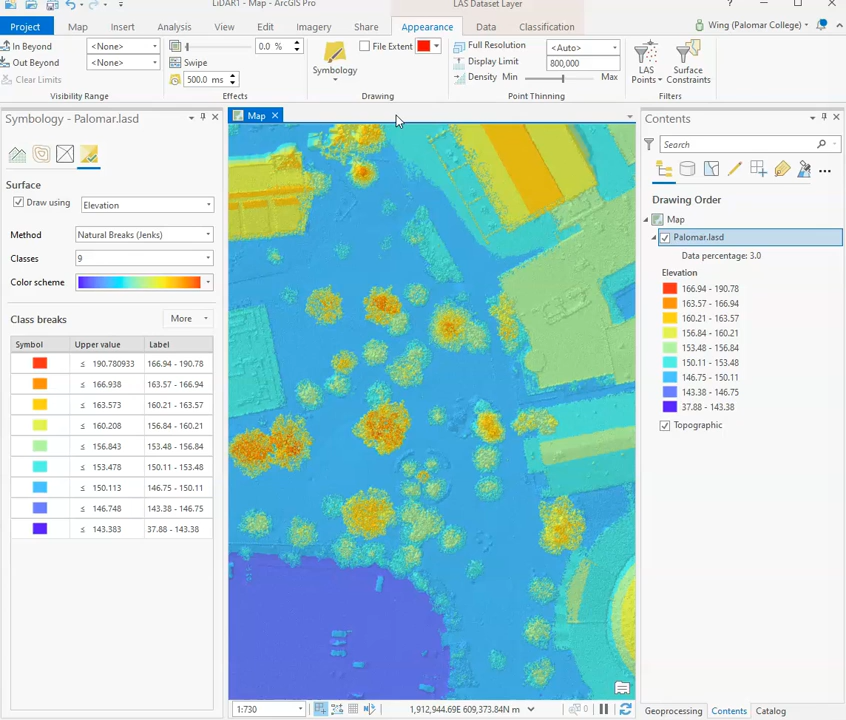 LiDAR1 - Map - ArcGIS Pro
LAS Dataset Layer
?
Project Map Insert Analysis View Edit Imagery Share Appearance Data Classification
Wing (Palomar College)
In Beyond <None>
Out Beyond <None>
Clear Limits
Visibility Range
0.0 %
Swipe
500.0 ms
Effects
Symbology
File Extent
Drawing
Full Resolution <Auto>
Display Limit 800,000
Density Min Max
Point Thinning
LAS Points
Surface Constraints
Filters
Symbology - Palomar.lasd
Surface
Draw using Elevation
Method Natural Breaks (Jenks)
Classes 9
Color scheme
Class breaks More
Symbol Upper value Label
≤ 190.780933 166.94 - 190.78
≤ 166.938 163.57 - 166.94
≤ 163.573 160.21 - 163.57
≤ 160.208 156.84 - 160.21
≤ 156.843 153.48 - 156.84
≤ 153.478 150.11 - 153.48
≤ 150.113 146.75 - 150.11
≤ 146.748 143.38 - 146.75
≤ 143.383 37.88 - 143.38
Map
1:730
1,912,944.69E 609,373.84N m
0
Contents
Search
Drawing Order
Map
Palomar.lasd
Data percentage: 3.0
Elevation
166.94 - 190.78
163.57 - 166.94
160.21 - 163.57
156.84 - 160.21
153.48 - 156.84
150.11 - 153.48
146.75 - 150.11
143.38 - 146.75
37.88 - 143.38
Topographic
Geoprocessing Contents Catalog